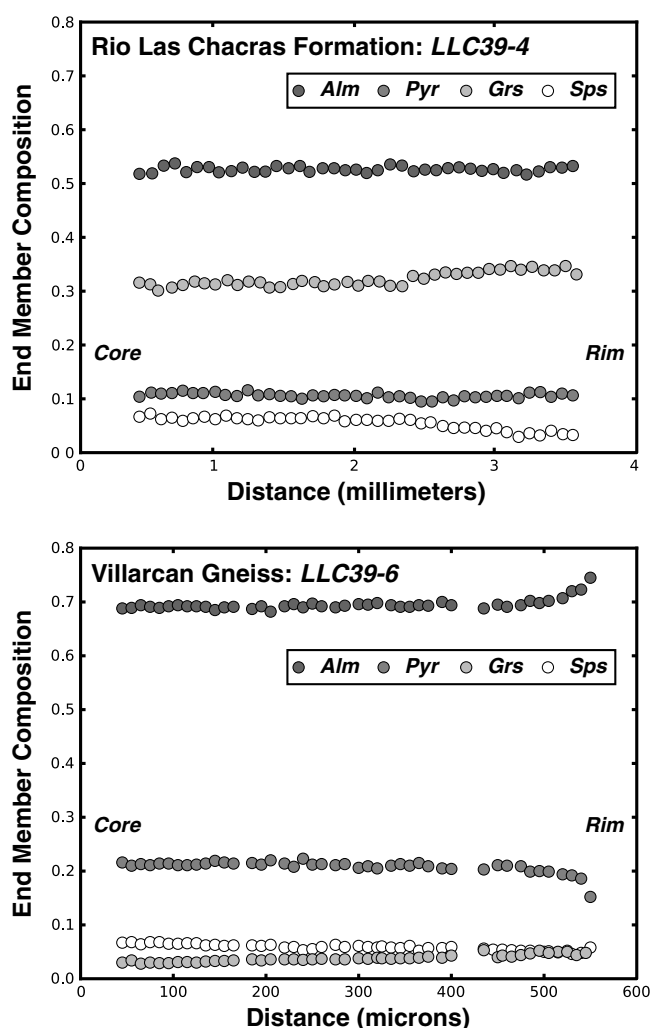 Rio Las Chacras Formation: LLC39-4
Alm Pyr Grs Sps
0.8
0.7
0.6
0.5
0.4
0.3
0.2
0.1
0.0
End Member Composition
Core Rim
0 1 2 3 4
Distance (millimeters)
Villarcan Gneiss: LLC39-6
Alm Pyr Grs Sps
0.8
0.7
0.6
0.5
0.4
0.3
0.2
0.1
0.0
End Member Composition
Core Rim
0 100 200 300 400 500 600
Distance (microns)